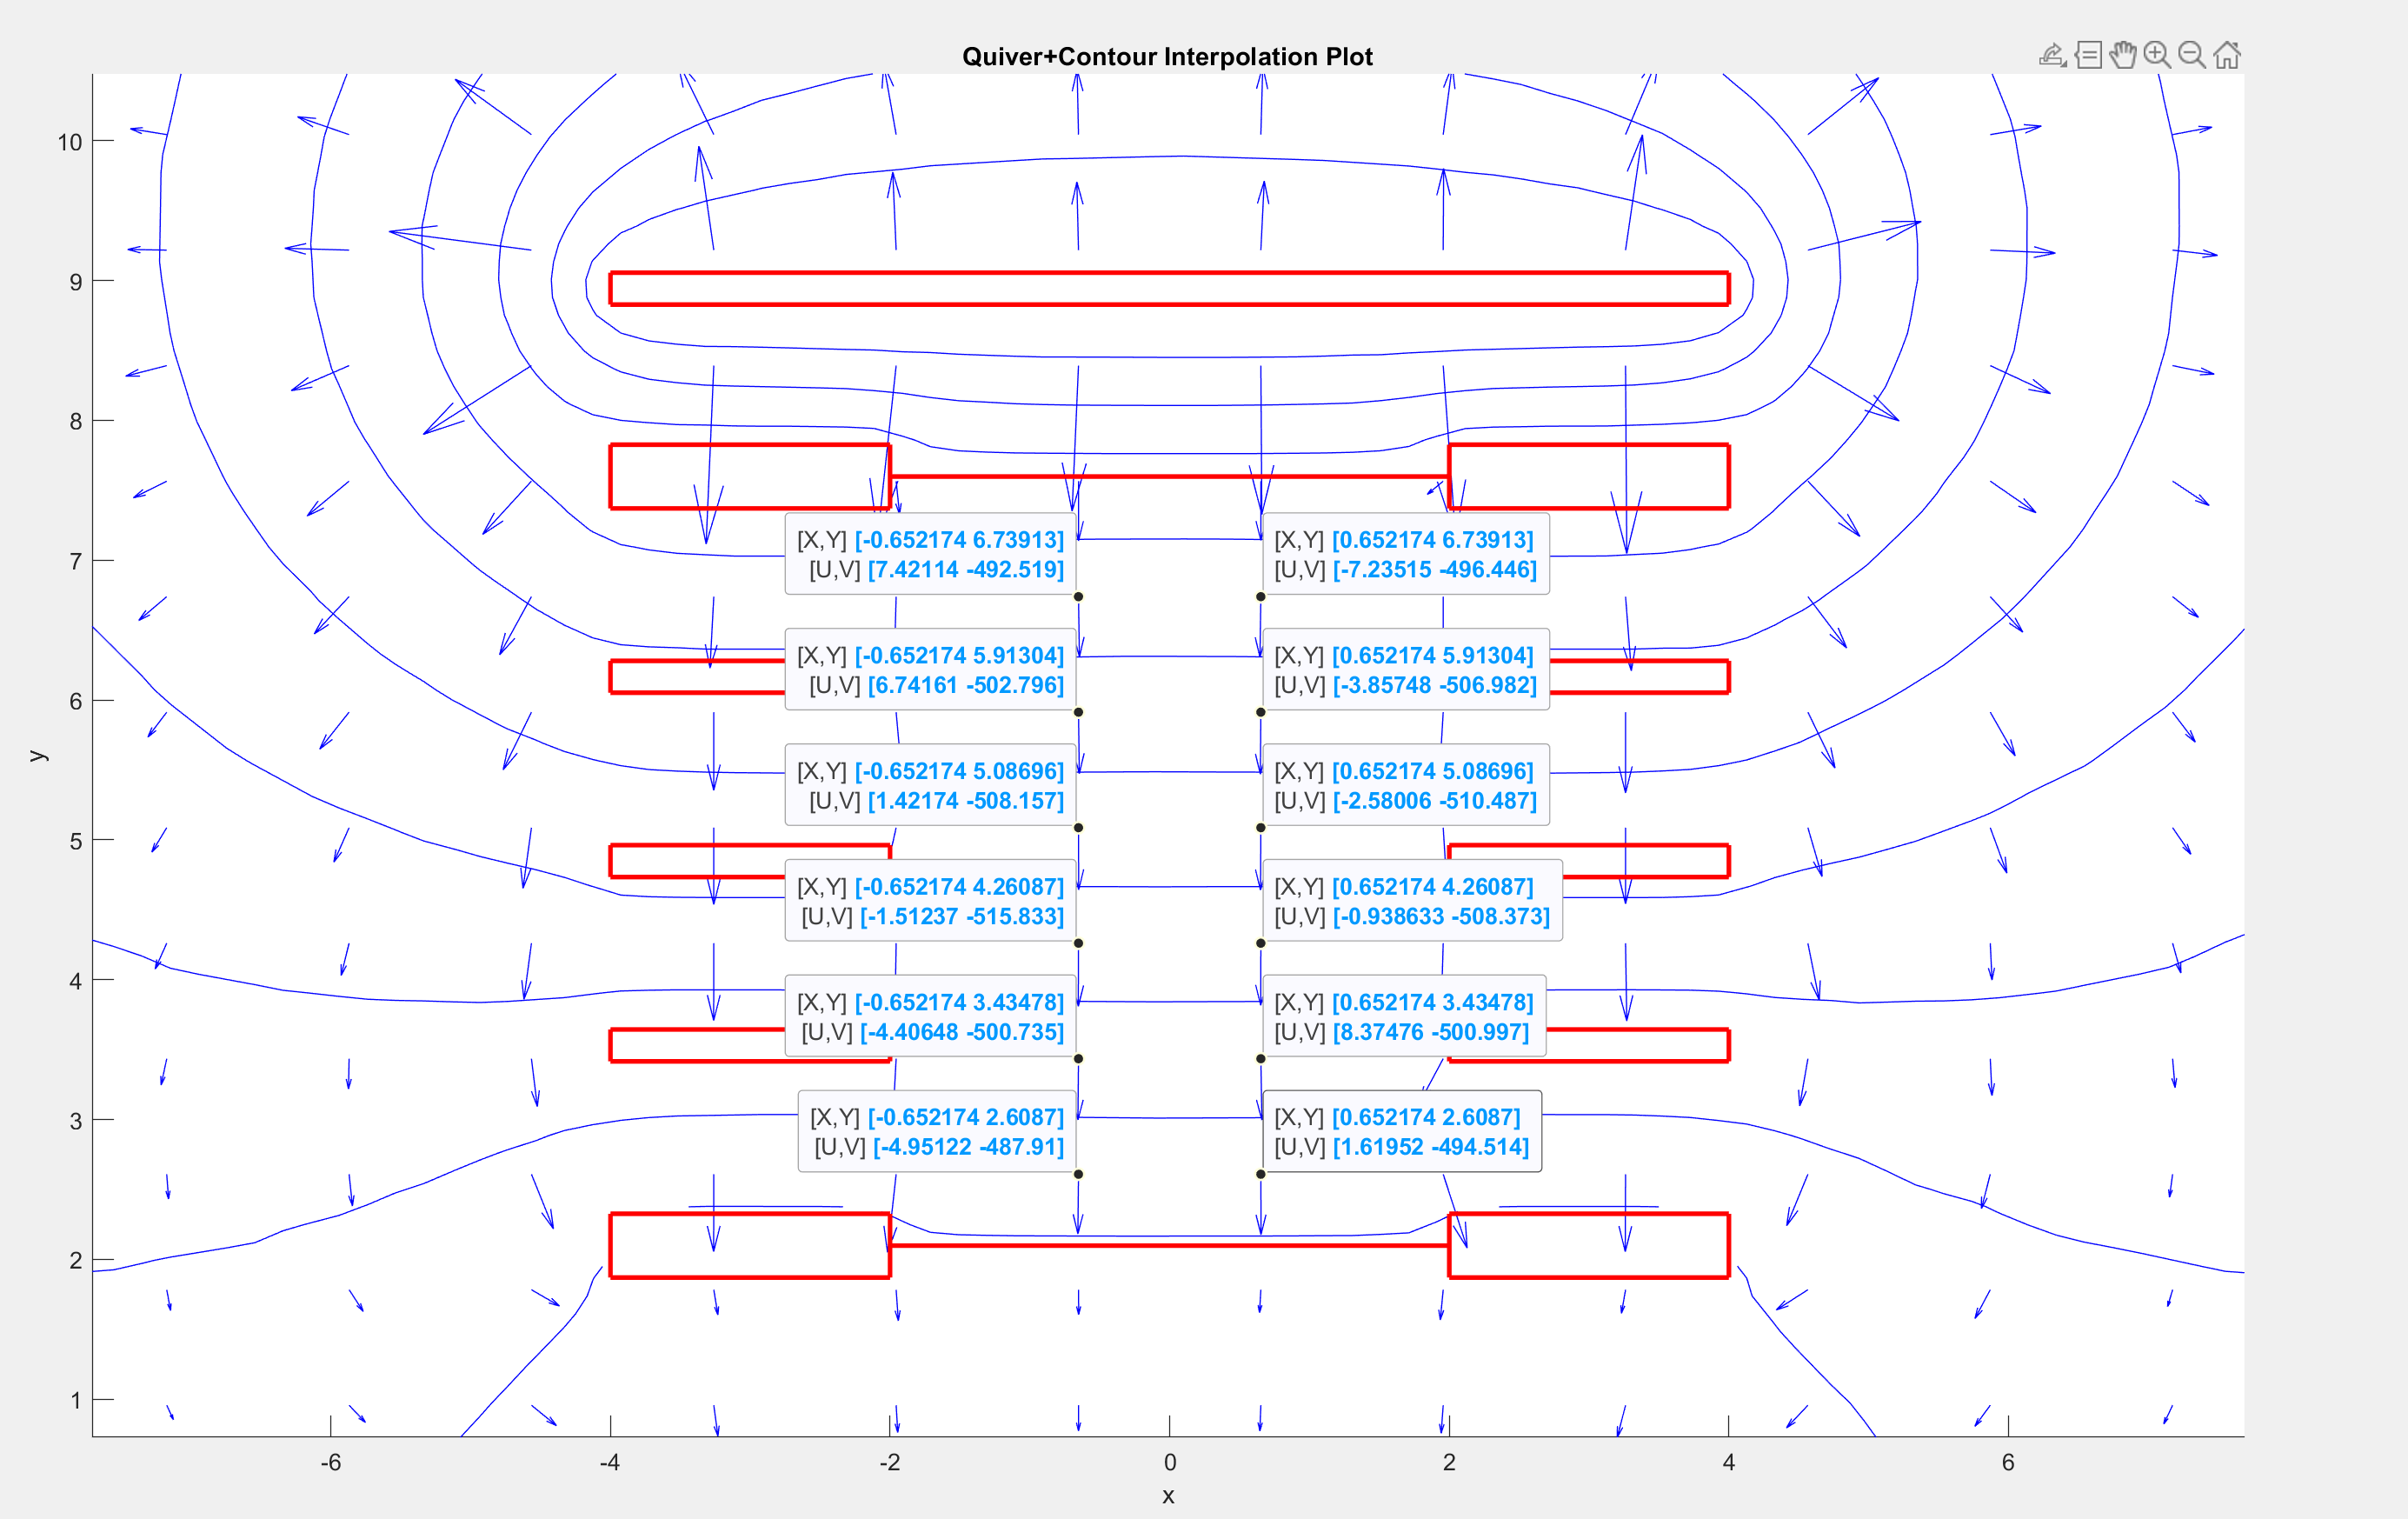 Quiver+Contour Interpolation Plot
10
9
8
7
6
5
4
3
2
1
y
[X,Y] [-0.652174 6.73913]
[U,V] [7.42114 -492.519]
[X,Y] [0.652174 6.73913]
[U,V] [-7.23515 -496.446]
[X,Y] [-0.652174 5.91304]
[U,V] [6.74161 -502.796]
[X,Y] [0.652174 5.91304]
[U,V] [-3.85748 -506.982]
[X,Y] [-0.652174 5.08696]
[U,V] [1.42174 -508.157]
[X,Y] [0.652174 5.08696]
[U,V] [-2.58006 -510.487]
[X,Y] [-0.652174 4.26087]
[U,V] [-1.51237 -515.833]
[X,Y] [0.652174 4.26087]
[U,V] [-0.938633 -508.373]
[X,Y] [-0.652174 3.43478]
[U,V] [-4.40648 -500.735]
[X,Y] [0.652174 3.43478]
[U,V] [8.37476 -500.997]
[X,Y] [-0.652174 2.6087]
[U,V] [-4.95122 -487.91]
[X,Y] [0.652174 2.6087]
[U,V] [1.61952 -494.514]
-6 -4 -2 0 2 4 6
x